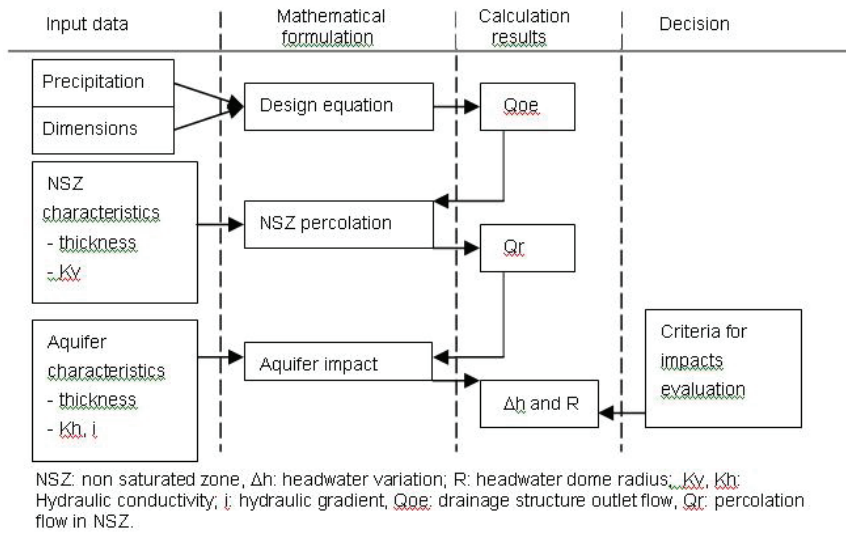 Input data
Mathematical
formulation
Calculation
results
Decision
Precipitation
Dimensions
Design equation
Qoe
NSZ
characteristics
- thickness
- Kv
NSZ percolation
Qr
Aquifer
characteristics
- thickness
- Kh, i
Aquifer impact
Δh and R
Criteria for
impacts
evaluation
NSZ: non saturated zone, Δh: headwater variation; R: headwater dome radius; Kv, Kh:
Hydraulic conductivity; i: hydraulic gradient, Qoe: drainage structure outlet flow, Qr: percolation
flow in NSZ.